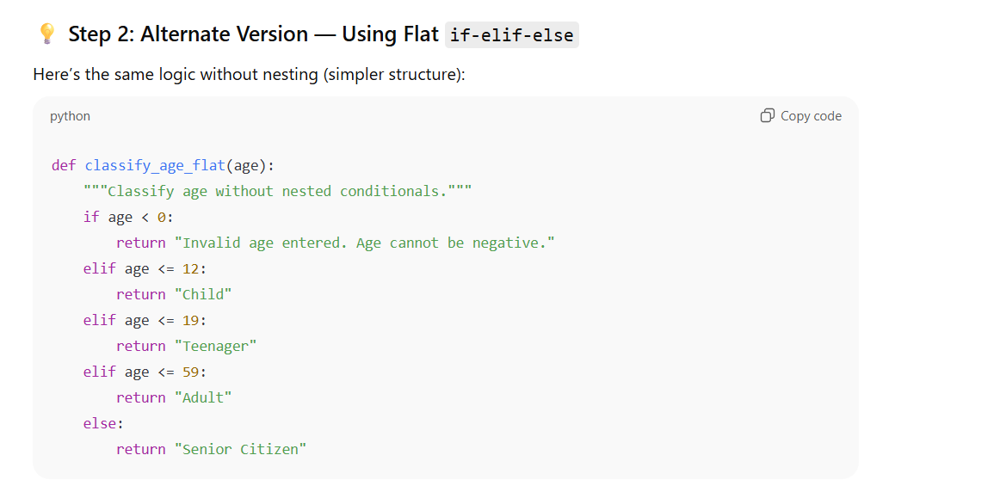 💡 Step 2: Alternate Version — Using Flat if-elif-else
Here’s the same logic without nesting (simpler structure):
python
Copy code
def classify_age_flat(age):
    """Classify age without nested conditionals."""
    if age < 0:
        return "Invalid age entered. Age cannot be negative."
    elif age <= 12:
        return "Child"
    elif age <= 19:
        return "Teenager"
    elif age <= 59:
        return "Adult"
    else:
        return "Senior Citizen"